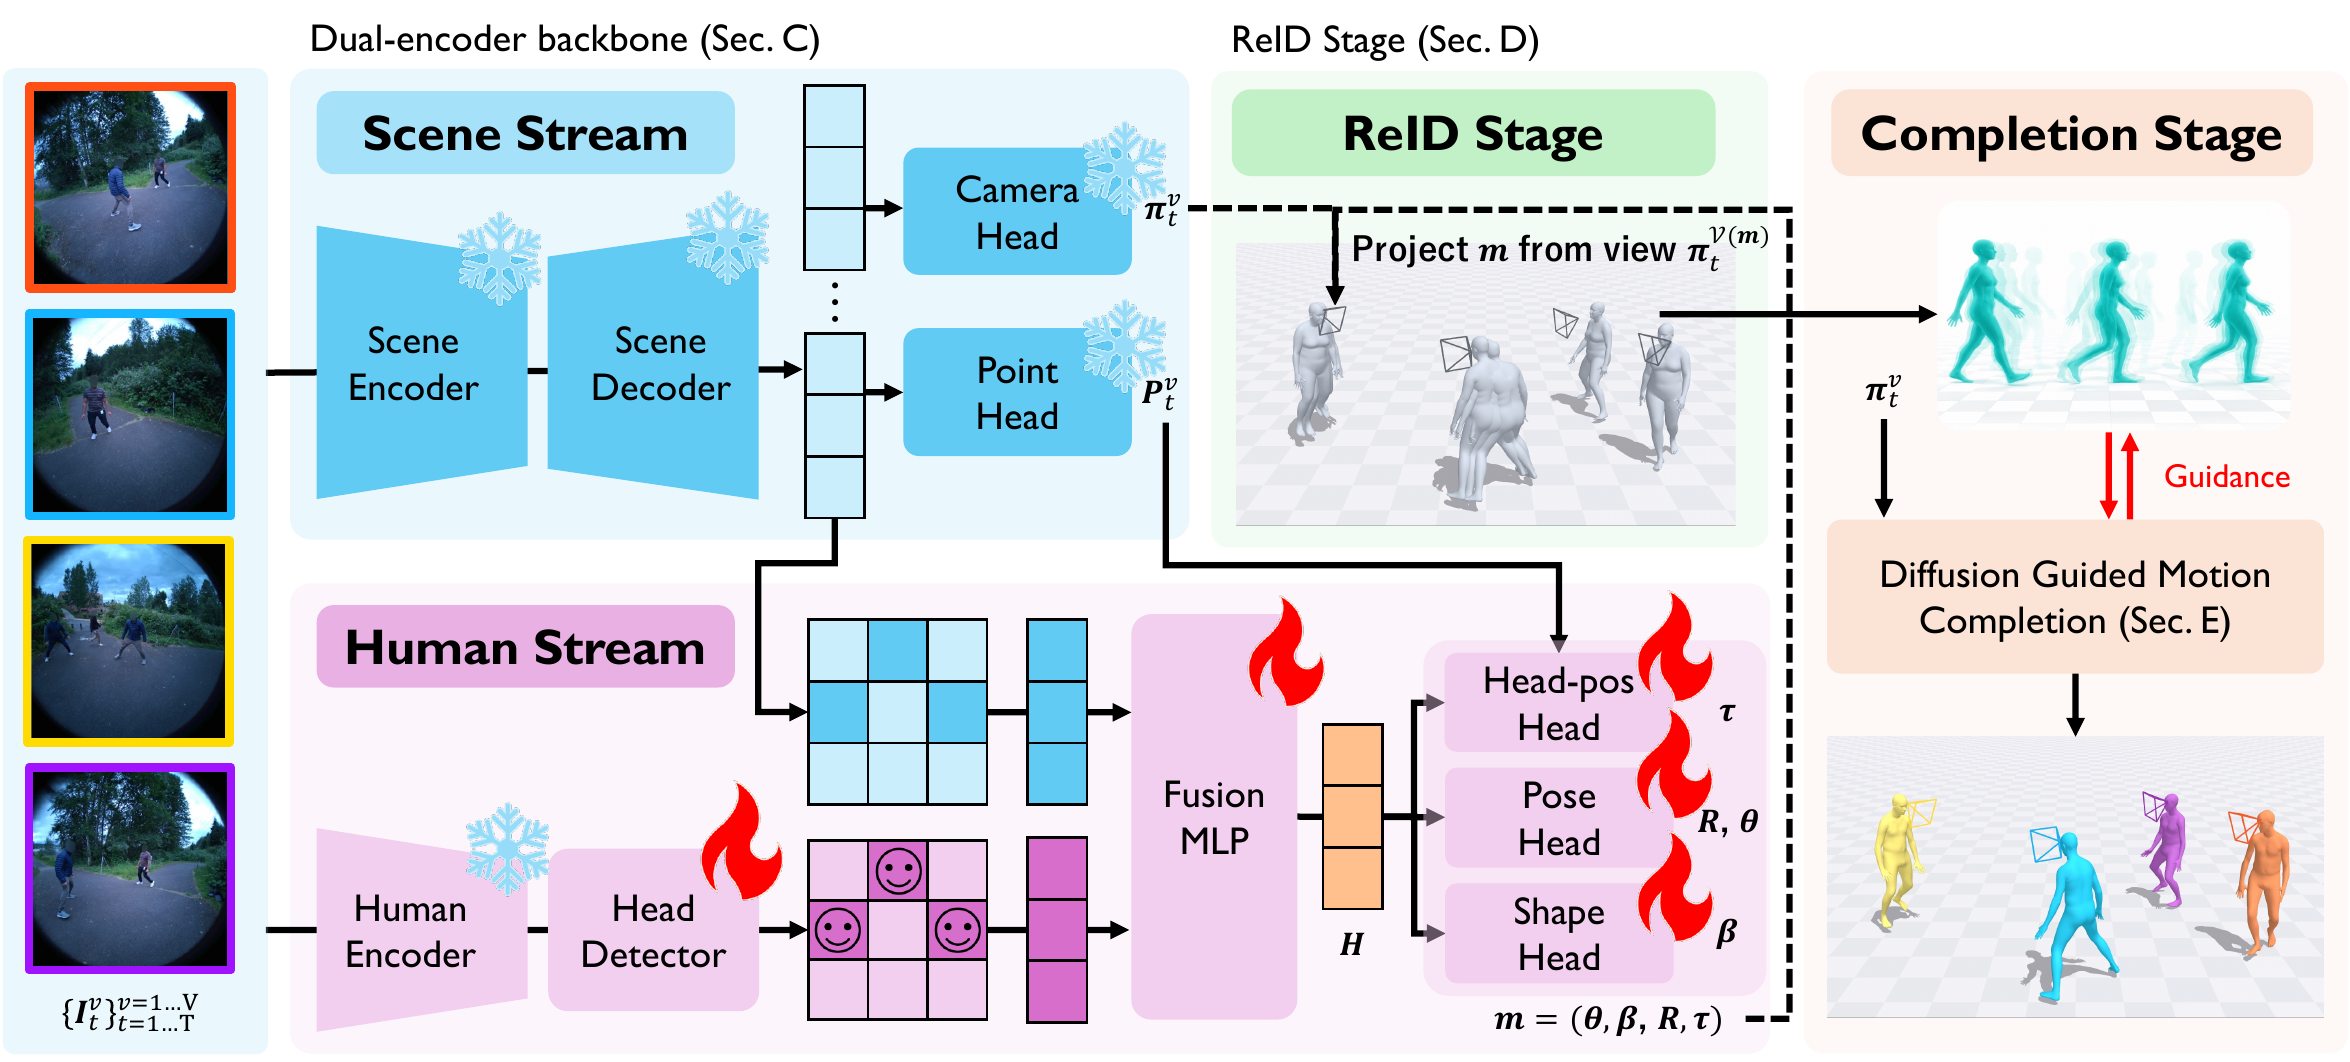 Dual-encoder backbone (Sec. C)
ReID Stage (Sec. D)
Scene Stream
ReID Stage
Completion Stage
Scene
Encoder
Scene
Decoder
Camera
Head
π_t^v
Point
Head
P_t^v
Project m from view π_t^{𝒱(m)}
π_t^v
Guidance
Diffusion Guided Motion
Completion (Sec. E)
Human Stream
Human
Encoder
Head
Detector
Fusion
MLP
H
Head-pos
Head
τ
Pose
Head
R, θ
Shape
Head
β
m = (θ, β, R, τ)
{I_t^v}_{t=1…T}^{v=1…V}